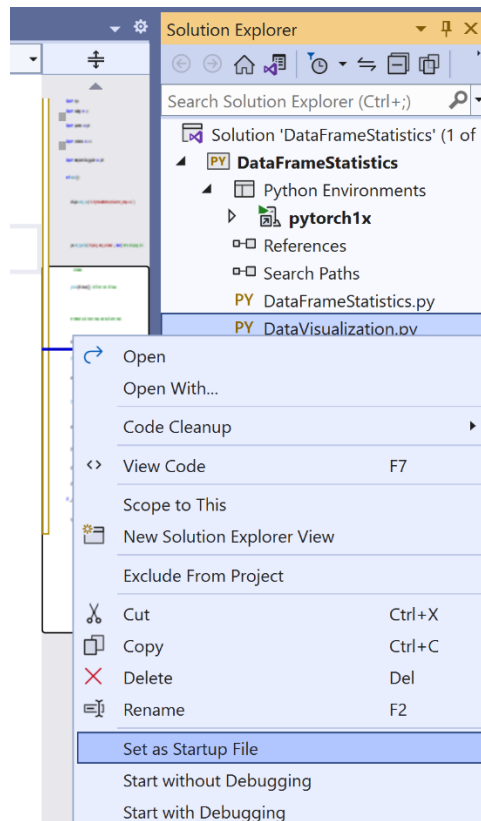 Solution Explorer
Search Solution Explorer (Ctrl+;)
Solution 'DataFrameStatistics' (1 of
PY DataFrameStatistics
Python Environments
pytorch1x
References
Search Paths
PY DataFrameStatistics.py
PY DataVisualization.py
Open
Open With...
Code Cleanup
View Code F7
Scope to This
New Solution Explorer View
Exclude From Project
Cut Ctrl+X
Copy Ctrl+C
Delete Del
Rename F2
Set as Startup File
Start without Debugging
Start with Debugging